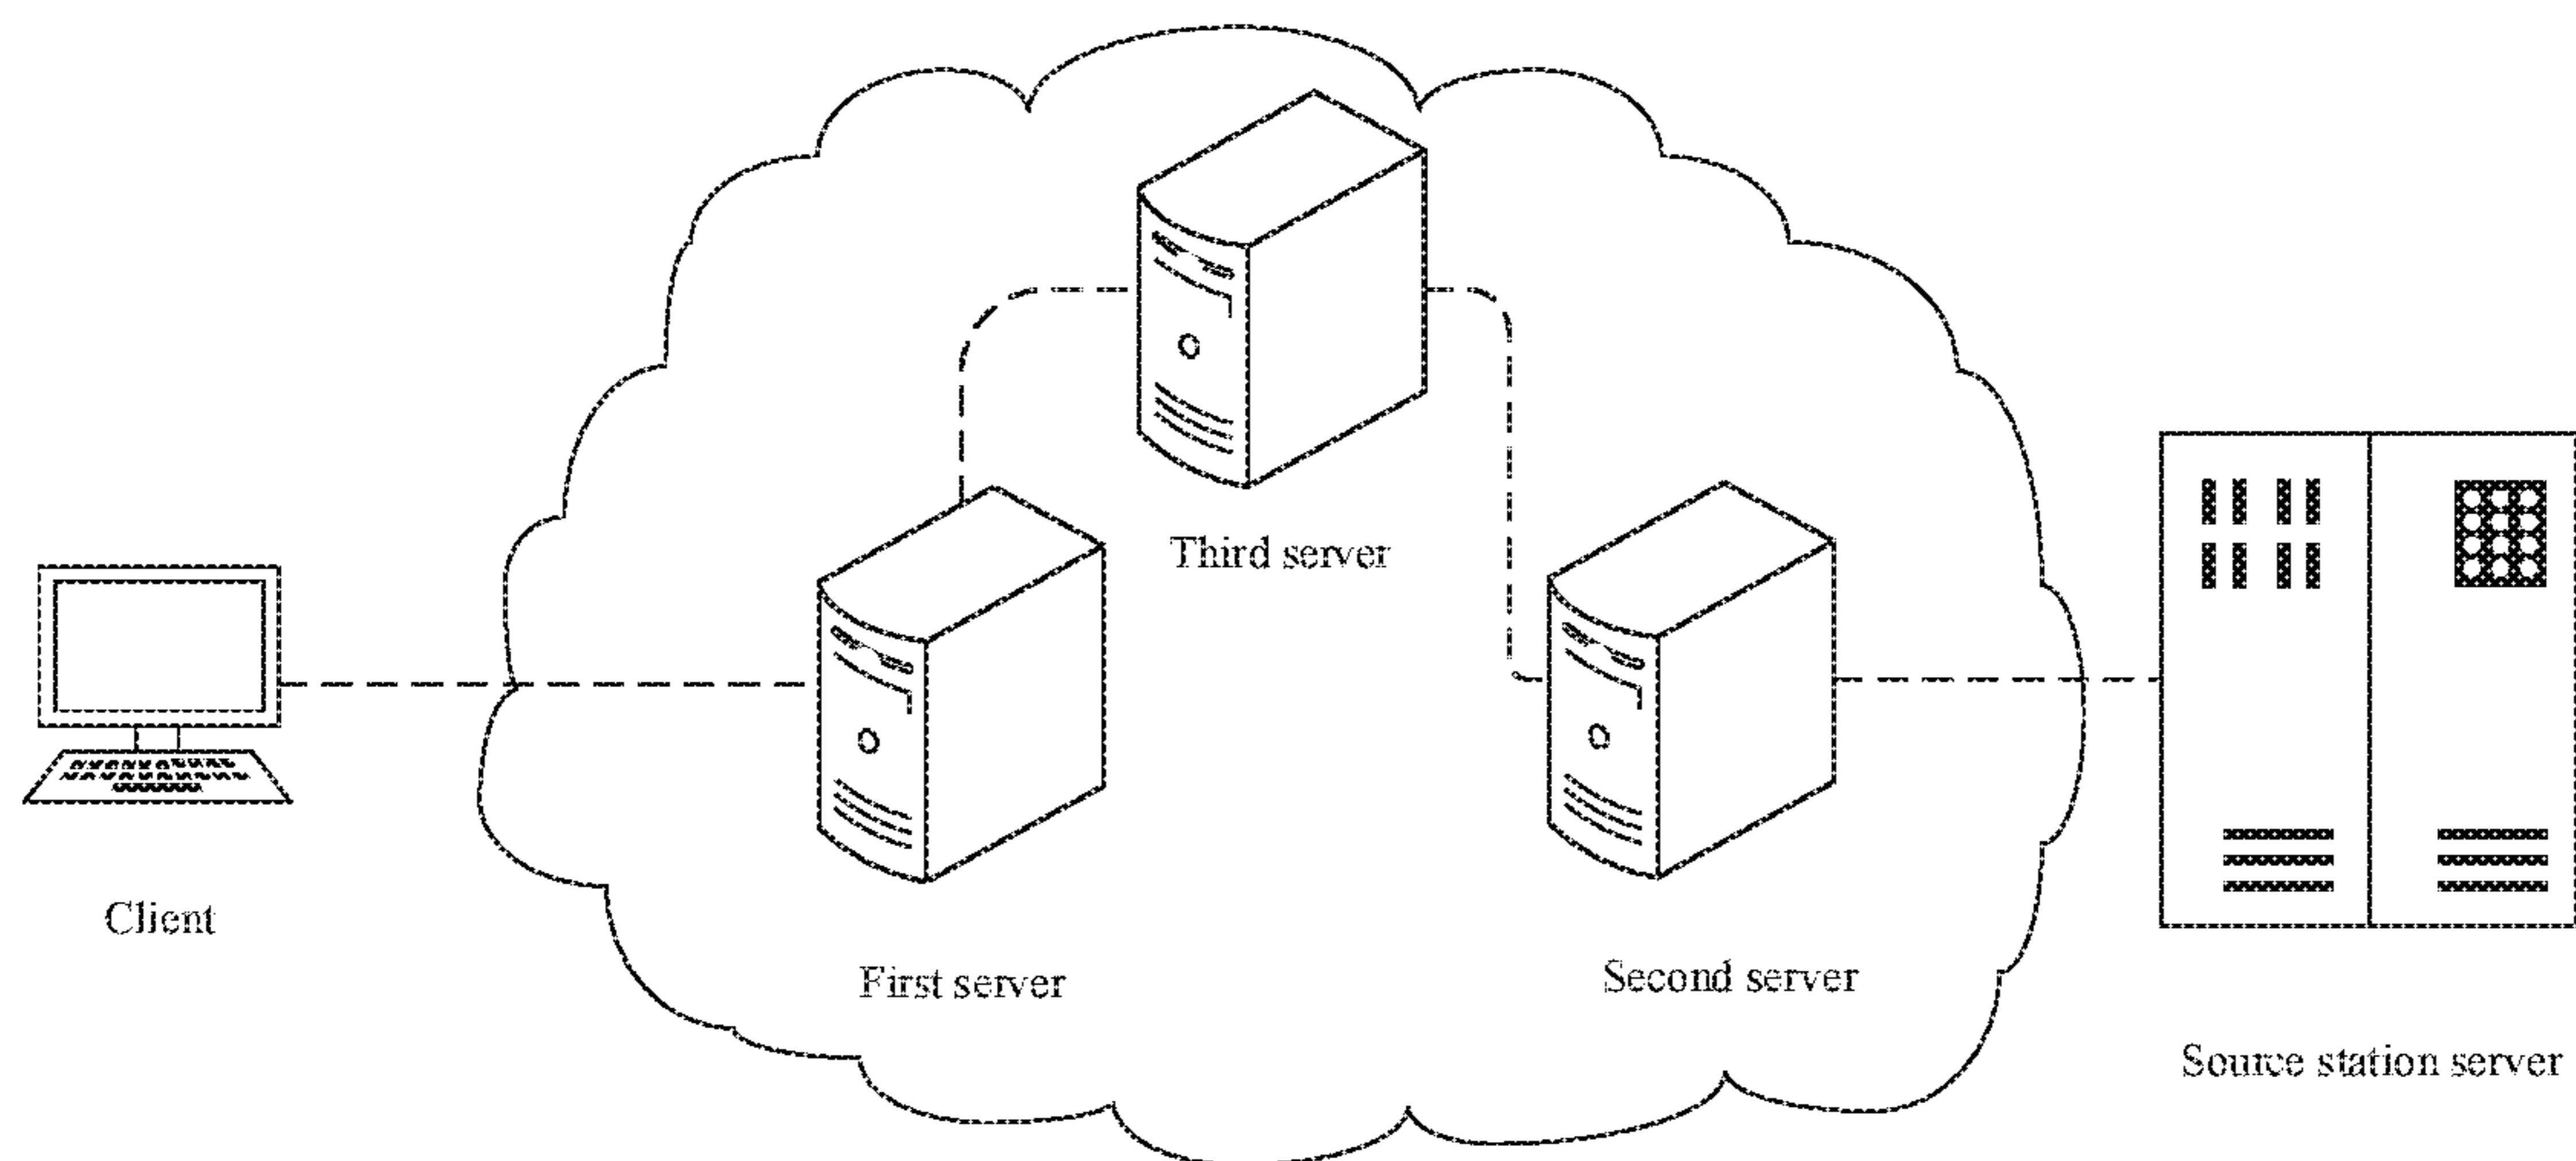 Third server
Client
First server
Second server
Source station server